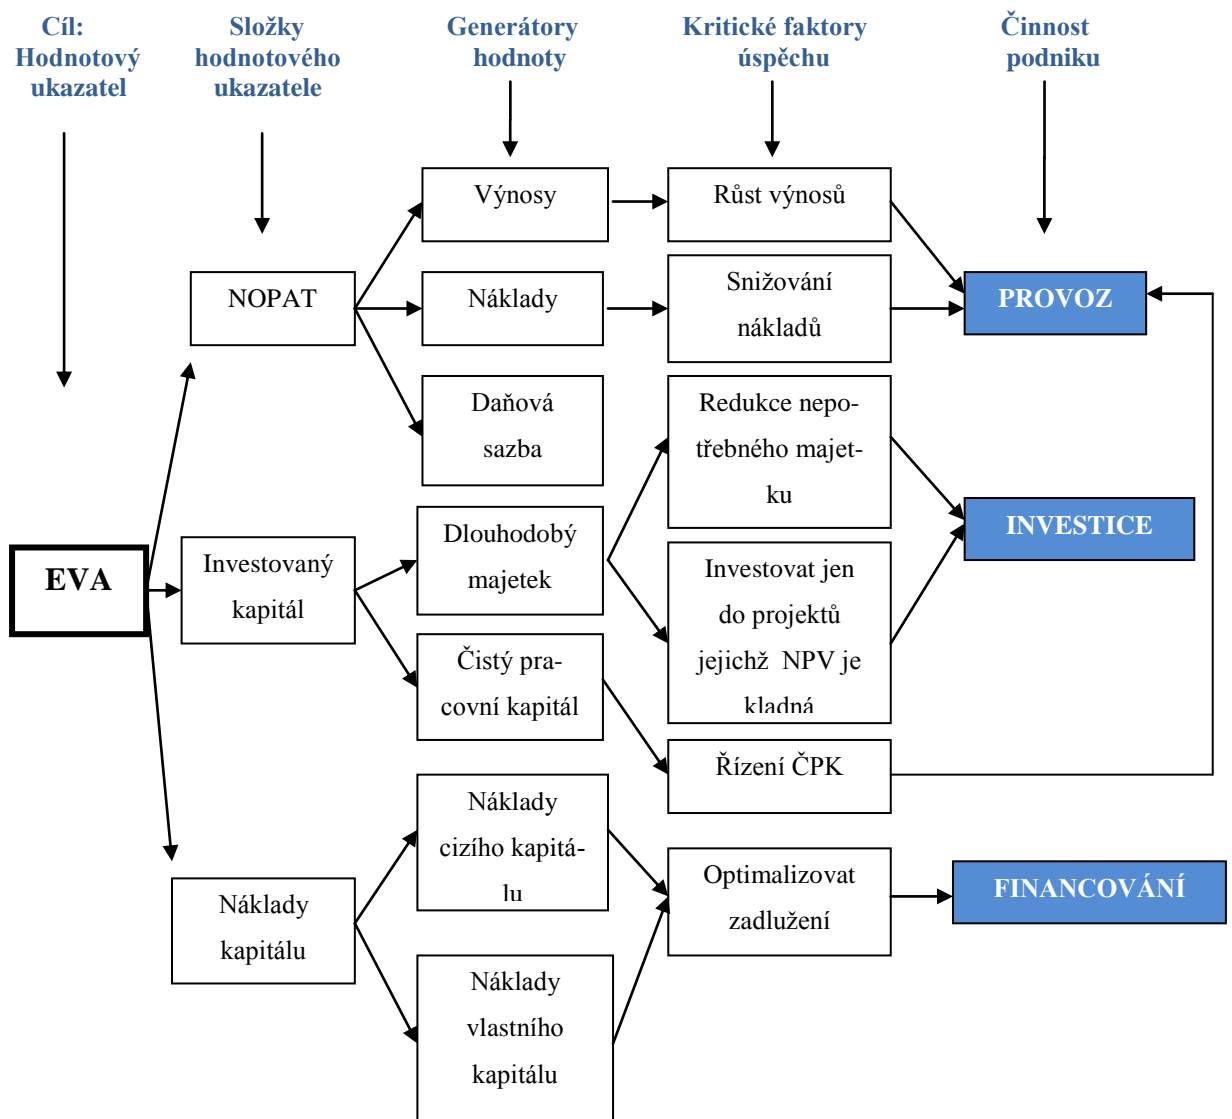 Cíl:
Hodnotový
ukazatel
Složky
hodnotového
ukazatele
Generátory
hodnoty
Kritické faktory
úspěchu
Činnost
podniku
Výnosy
Růst výnosů
NOPAT
Náklady
Snižování
nákladů
PROVOZ
Daňová
sazba
Redukce nepo-
třebného majet-
ku
EVA
Investovaný
kapitál
Dlouhodobý
majetek
Investovat jen
do projektů
jejichž NPV je
kladná
INVESTICE
Čistý pra-
covní kapitál
Řízení ČPK
Náklady
kapitálu
Náklady
cizího kapitá-
lu
Optimalizovat
zadlužení
FINANCOVÁNÍ
Náklady
vlastního
kapitálu